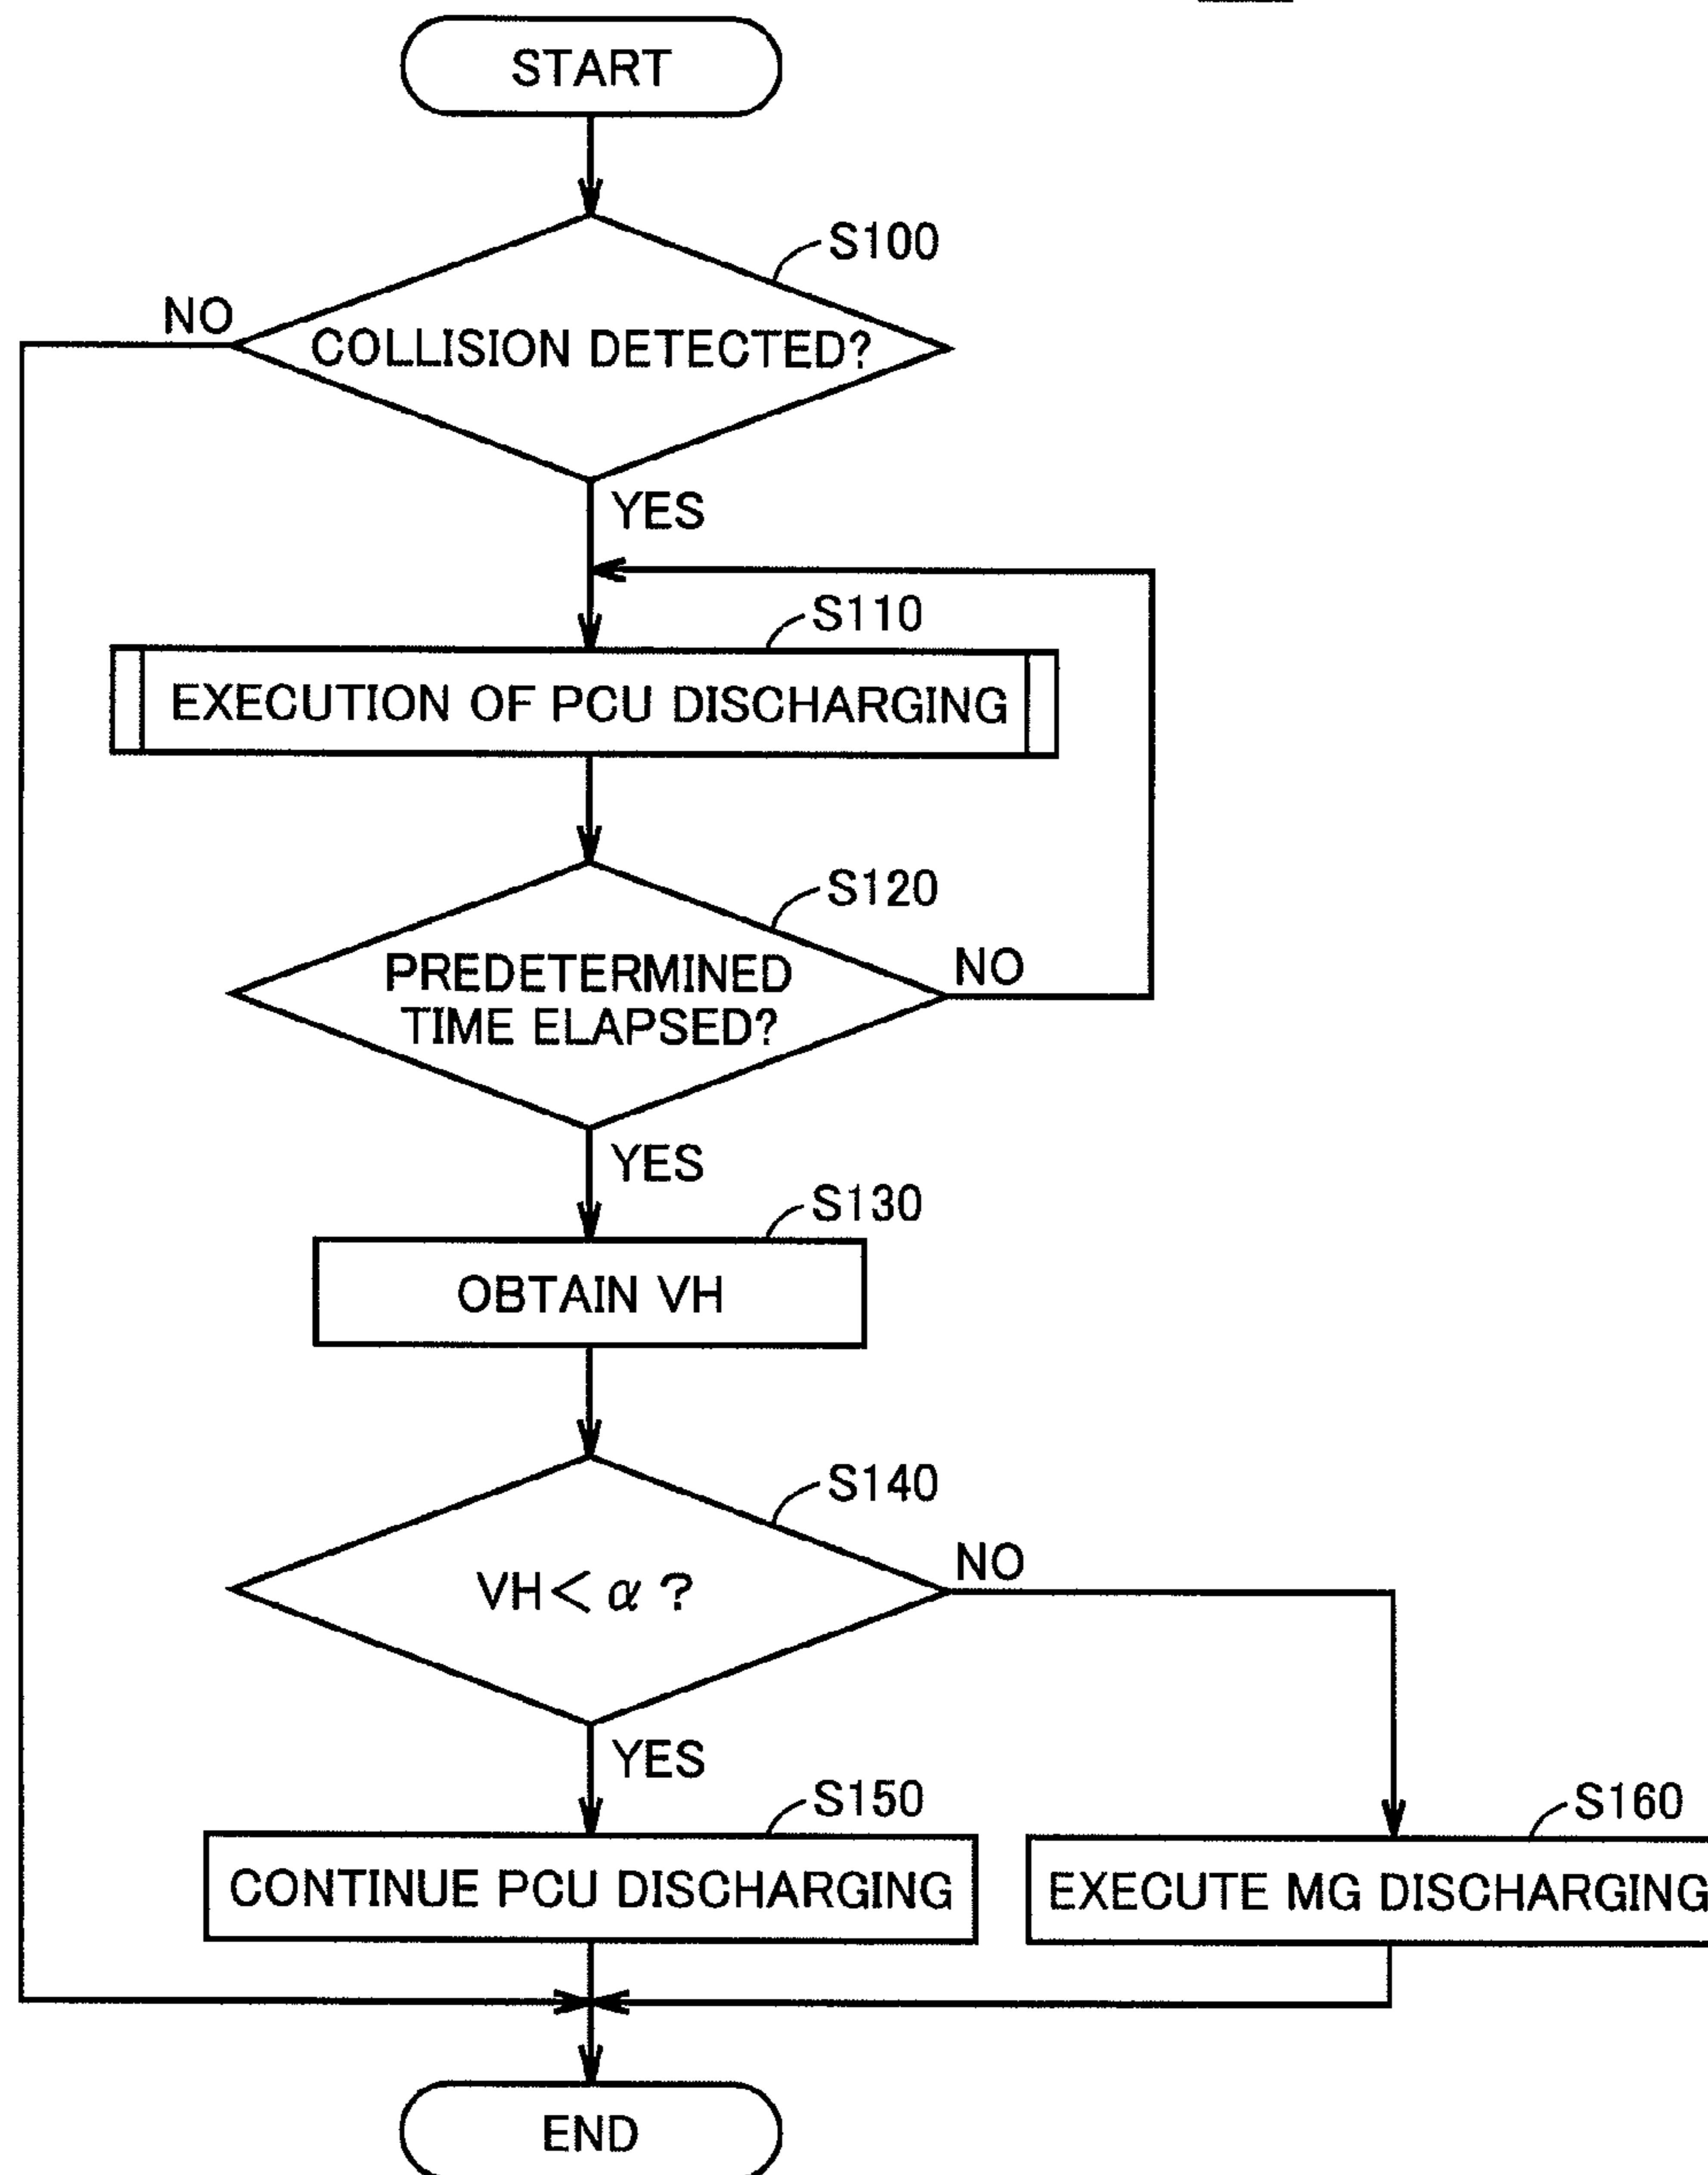 START
S100
NO
COLLISION DETECTED?
YES
S110
EXECUTION OF PCU DISCHARGING
S120
PREDETERMINED
TIME ELAPSED?
NO
YES
S130
OBTAIN VH
S140
VH < α ?
NO
YES
S150
CONTINUE PCU DISCHARGING
S160
EXECUTE MG DISCHARGING
END